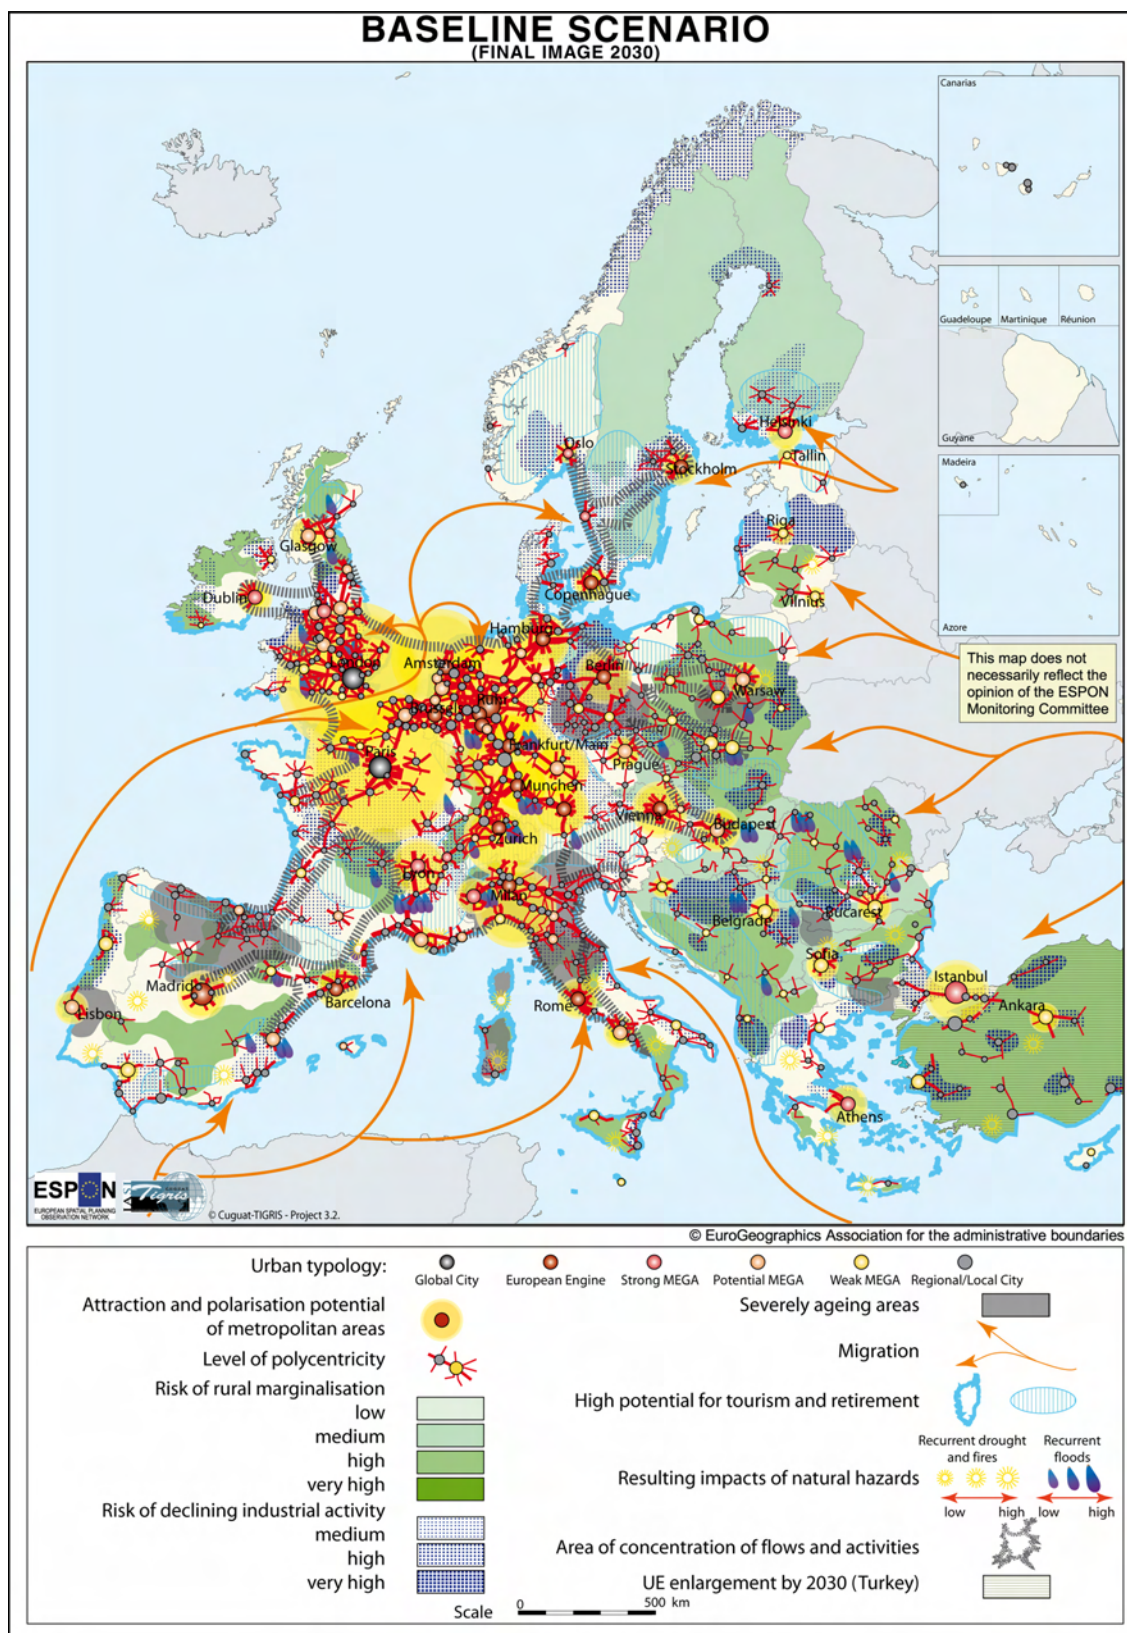 BASELINE SCENARIO
(FINAL IMAGE 2030)
Canarias
Guadeloupe
Martinique
Réunion
Guyane
Madeira
Azore
This map does not
necessarily reflect the
opinion of the ESPON
Monitoring Committee
Helsinki
Tallin
Oslo
Stockholm
Riga
Glasgow
Dublin
Copenhague
Vilnius
Hamburg
London
Amsterdam
Berlin
Warsaw
Brussels
Ruhr
Paris
Frankfurt/Mam
Prague
Munchen
Vienna
Budapest
Zurich
Lyon
Milan
Belgrade
Bucarest
Sofia
Madrid
Barcelona
Lisbon
Rome
Istanbul
Ankara
Athens
ESPON
EUROPEAN SPATIAL PLANNING
OBSERVATION NETWORK
IASI
Tigris
© Cuguat-TIGRIS - Project 3.2.
© EuroGeographics Association for the administrative boundaries
Urban typology:
Global City
European Engine
Strong MEGA
Potential MEGA
Weak MEGA
Regional/Local City
Attraction and polarisation potential
of metropolitan areas
Level of polycentricity
Risk of rural marginalisation
low
medium
high
very high
Risk of declining industrial activity
medium
high
very high
Scale
0
500 km
Severely ageing areas
Migration
High potential for tourism and retirement
Recurrent drought
and fires
Recurrent
floods
Resulting impacts of natural hazards
low
high
low
high
Area of concentration of flows and activities
UE enlargement by 2030 (Turkey)